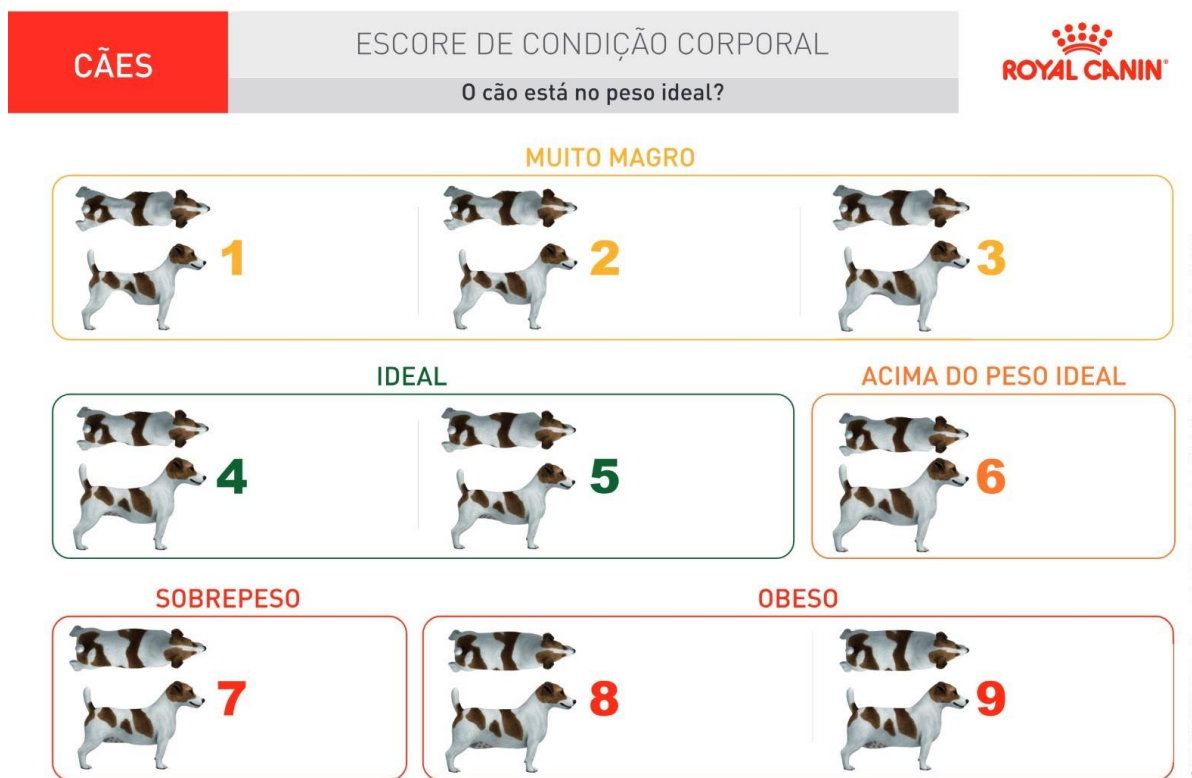 CÃES
ESCORE DE CONDIÇÃO CORPORAL
O cão está no peso ideal?
ROYAL CANIN
MUITO MAGRO
1
2
3
IDEAL
ACIMA DO PESO IDEAL
4
5
6
SOBREPESO
OBESO
7
8
9